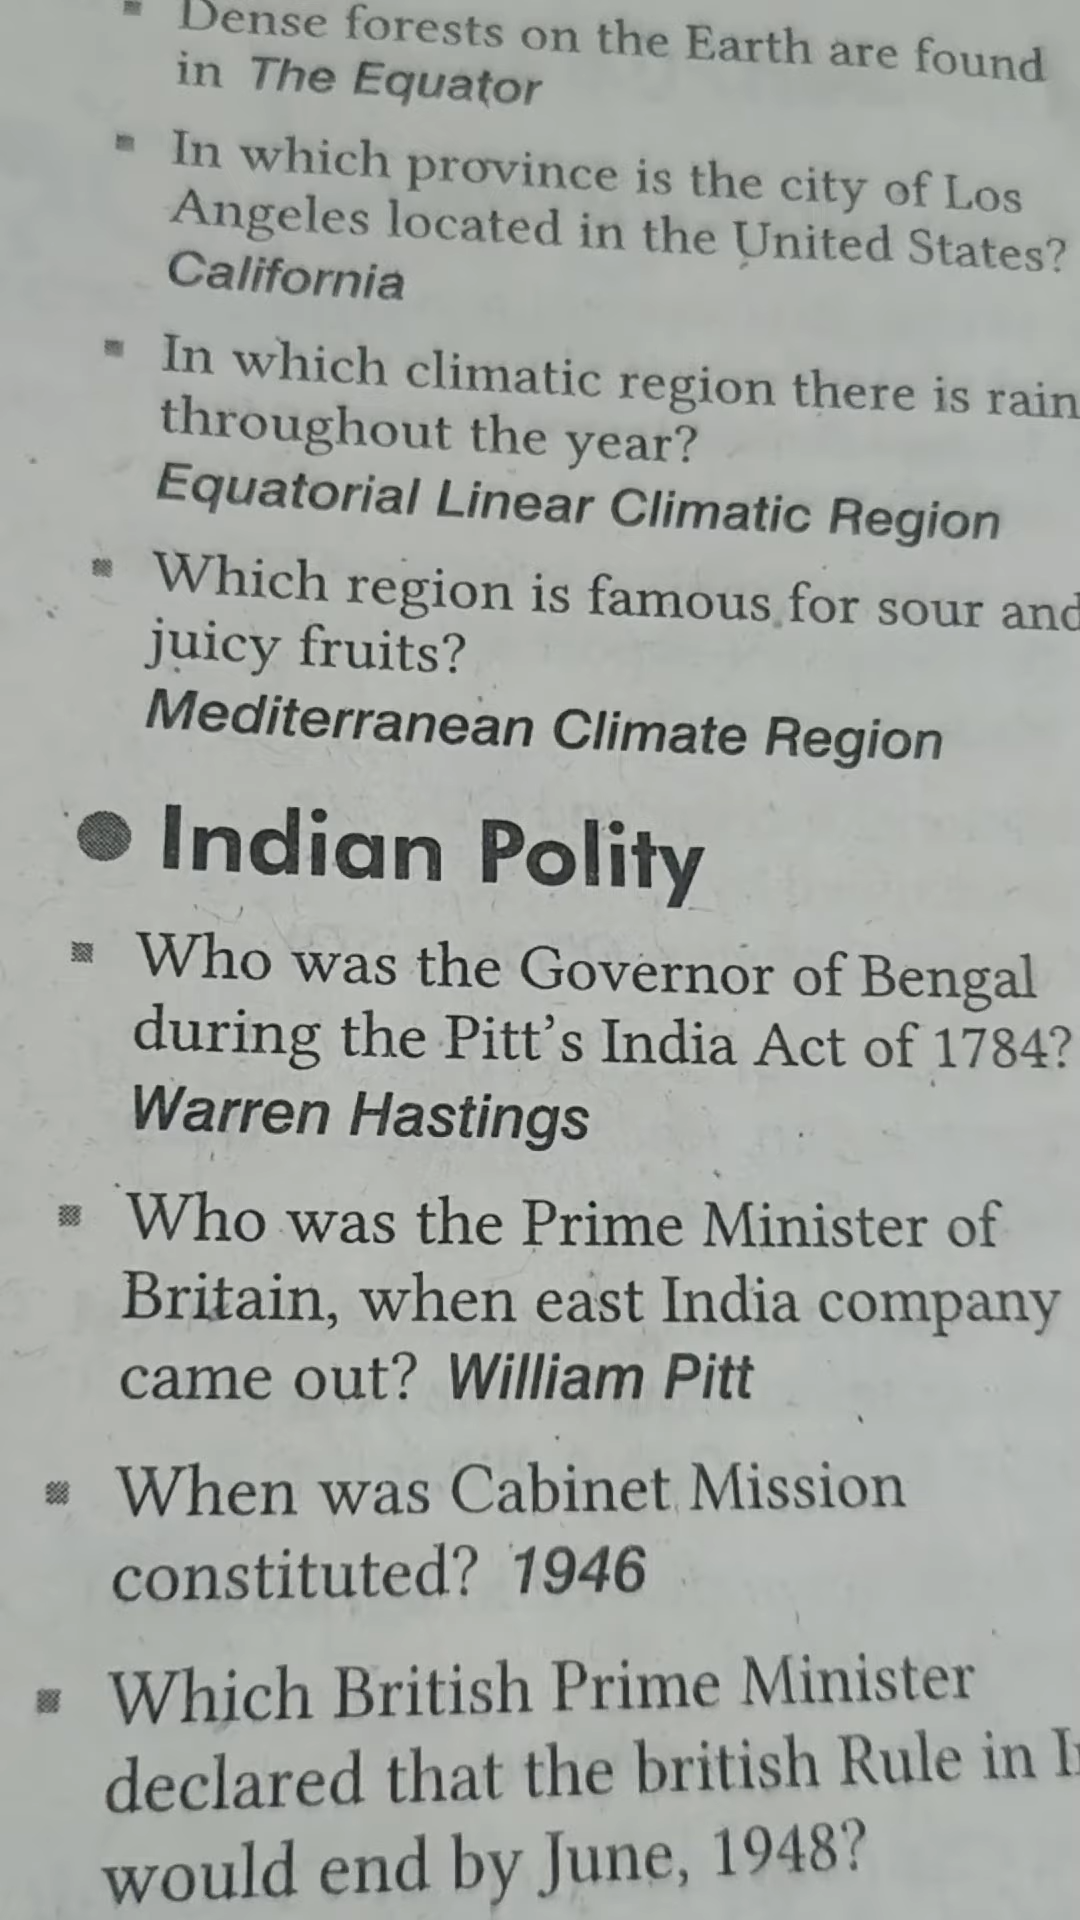 Dense forests on the Earth are found
in The Equator
In which province is the city of Los
Angeles located in the United States?
California
In which climatic region there is rain
throughout the year?
Equatorial Linear Climatic Region
Which region is famous for sour and
juicy fruits?
Mediterranean Climate Region
Indian Polity
Who was the Governor of Bengal
during the Pitt's India Act of 1784?
Warren Hastings
Who was the Prime Minister of
Britain, when east India company
came out? William Pitt
When was Cabinet Mission
constituted? 1946
Which British Prime Minister
declared that the british Rule in
would end by June, 1948?